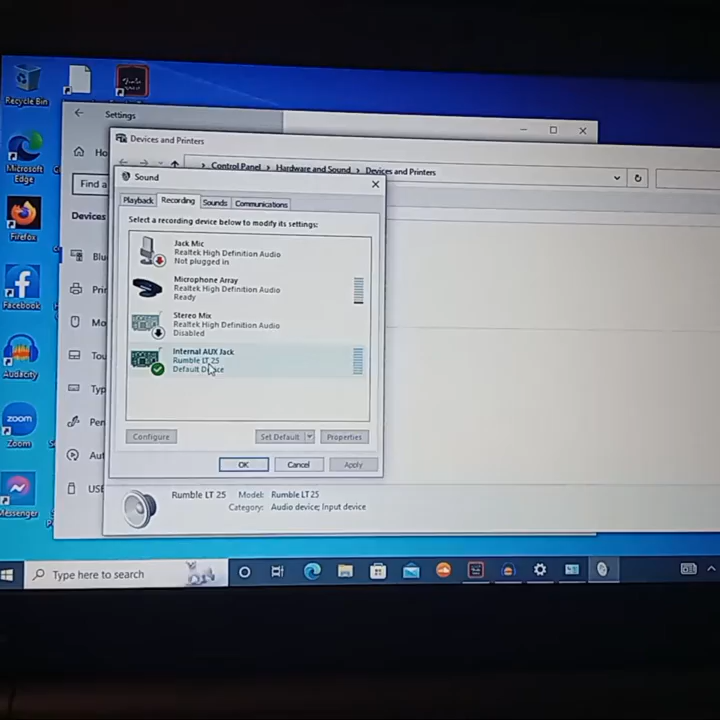 Recycle Bin
Microsoft
Edge
Firefox
Facebook
Audacity
zoom
Zoom
Messenger
Settings
Find a
Devices
Devices and Printers
Control Panel > Hardware and Sound > Devices and Printers
Sound
Playback Recording Sounds Communications
Select a recording device below to modify its settings:
Jack Mic
Realtek High Definition Audio
Not plugged in
Microphone Array
Realtek High Definition Audio
Ready
Stereo Mix
Realtek High Definition Audio
Disabled
Internal AUX Jack
Rumble LT 25
Default Device
Configure Set Default Properties
OK Cancel Apply
Rumble LT 25 Model: Rumble LT 25
Category: Audio device; Input device
Type here to search